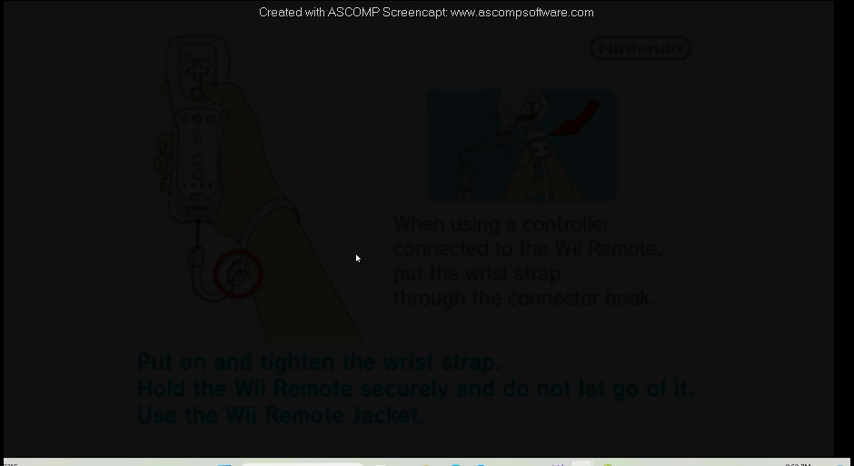 Created with ASCOMP Screencapt: www.ascompsoftware.com
Nintendo
When using a controller
connected to the Wii Remote,
put the wrist strap
through the connector hook.
Put on and tighten the wrist strap.
Hold the Wii Remote securely and do not let go of it.
Use the Wii Remote Jacket.